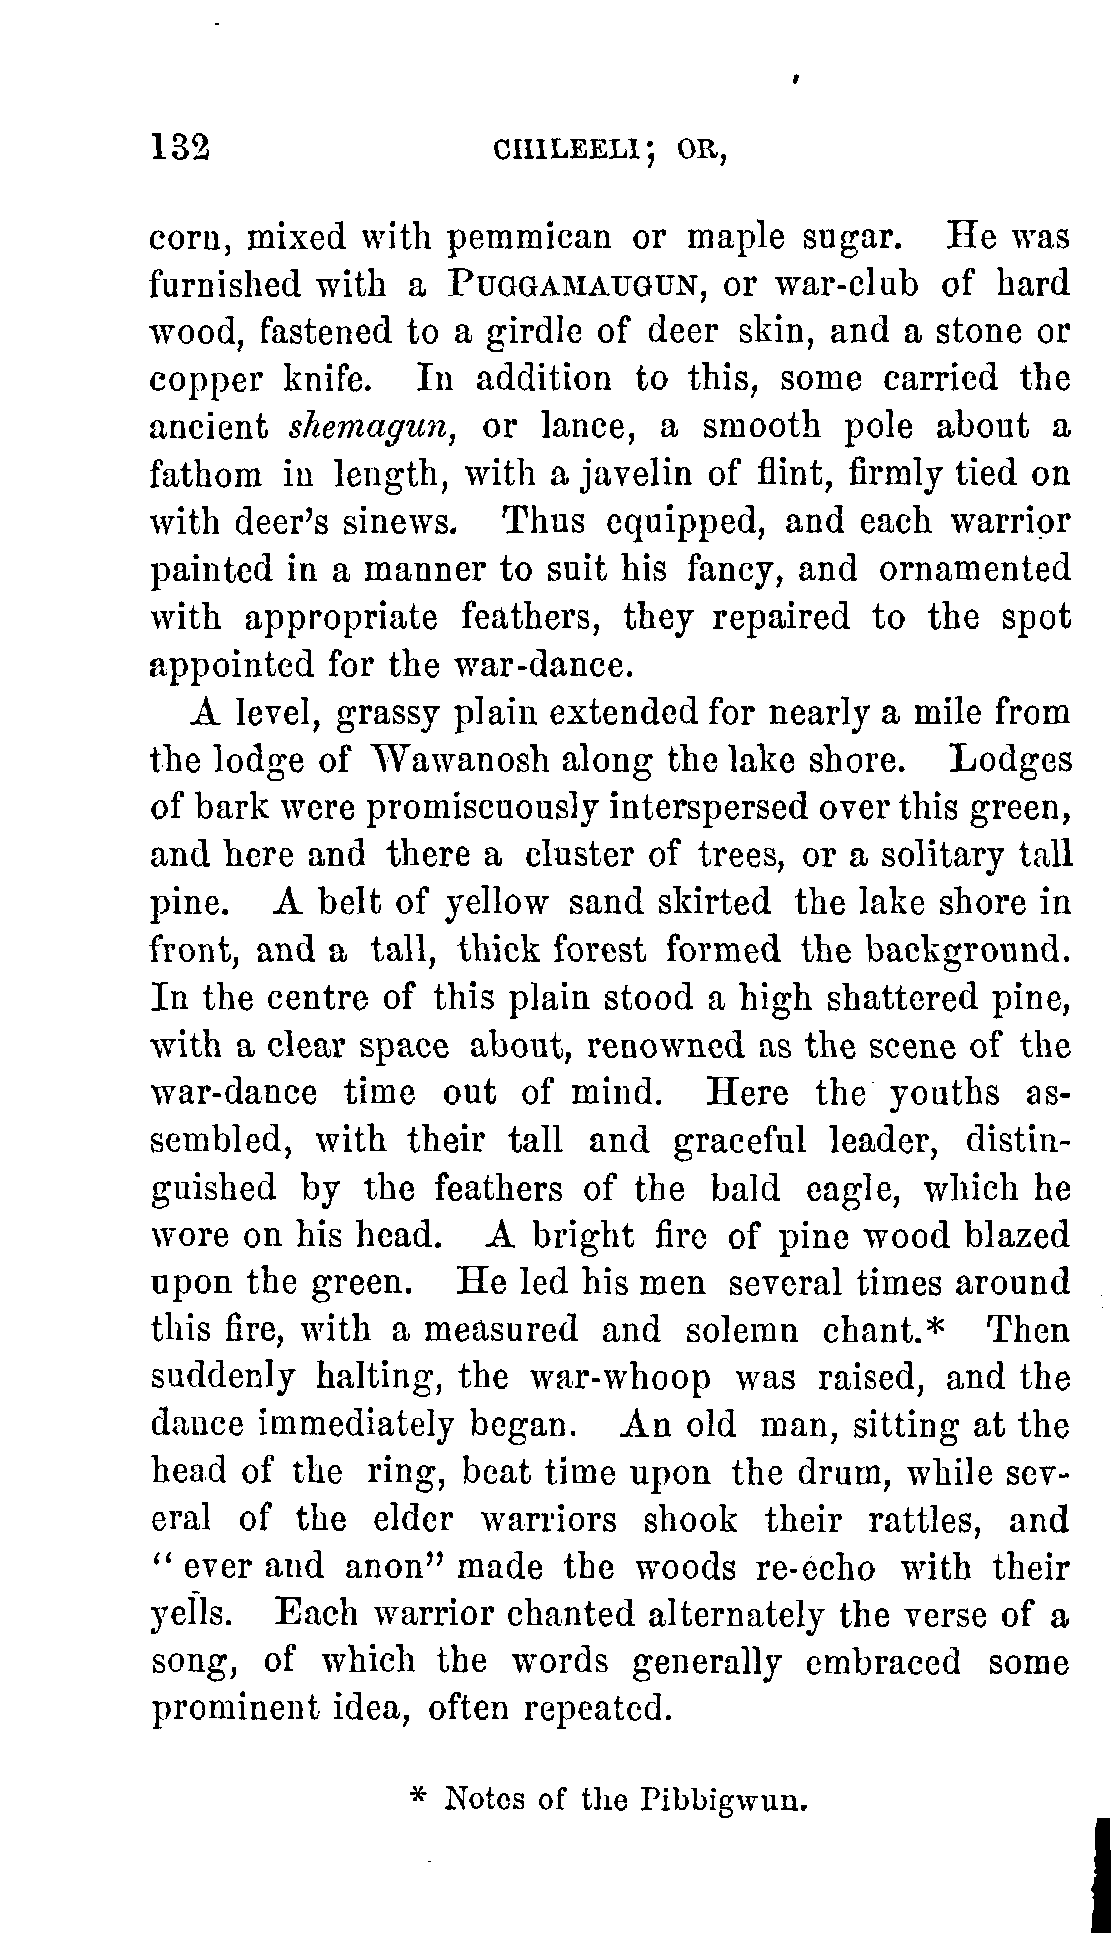 132 CHILEELI; OR,
corn, mixed with pemmican or maple sugar. He was
furnished with a PUGGAMAUGUN, or war-club of hard
wood, fastened to a girdle of deer skin, and a stone or
copper knife. In addition to this, some carried the
ancient shemagun, or lance, a smooth pole about a
fathom in length, with a javelin of flint, firmly tied on
with deer's sinews. Thus equipped, and each warrior
painted in a manner to suit his fancy, and ornamented
with appropriate feathers, they repaired to the spot
appointed for the war-dance.
A level, grassy plain extended for nearly a mile from
the lodge of Wawanosh along the lake shore. Lodges
of bark were promiscuously interspersed over this green,
and here and there a cluster of trees, or a solitary tall
pine. A belt of yellow sand skirted the lake shore in
front, and a tall, thick forest formed the background.
In the centre of this plain stood a high shattered pine,
with a clear space about, renowned as the scene of the
war-dance time out of mind. Here the youths as-
sembled, with their tall and graceful leader, distin-
guished by the feathers of the bald eagle, which he
wore on his head. A bright fire of pine wood blazed
upon the green. He led his men several times around
this fire, with a measured and solemn chant.* Then
suddenly halting, the war-whoop was raised, and the
dance immediately began. An old man, sitting at the
head of the ring, beat time upon the drum, while sev-
eral of the elder warriors shook their rattles, and
"ever and anon" made the woods re-echo with their
yells. Each warrior chanted alternately the verse of a
song, of which the words generally embraced some
prominent idea, often repeated.
* Notes of the Pibbigwun.